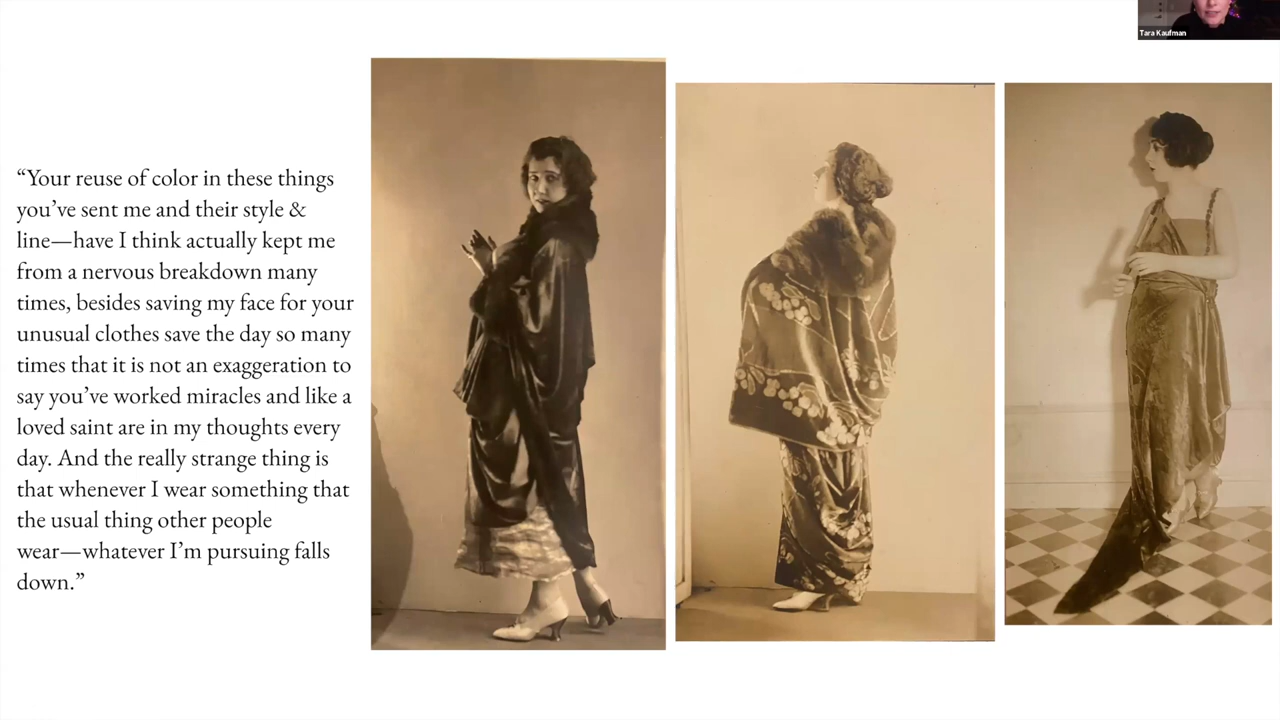 Tara Kaufman
“Your reuse of color in these things
you’ve sent me and their style &
line—have I think actually kept me
from a nervous breakdown many
times, besides saving my face for your
unusual clothes save the day so many
times that it is not an exaggeration to
say you’ve worked miracles and like a
loved saint are in my thoughts every
day. And the really strange thing is
that whenever I wear something that
the usual thing other people
wear—whatever I’m pursuing falls
down.”